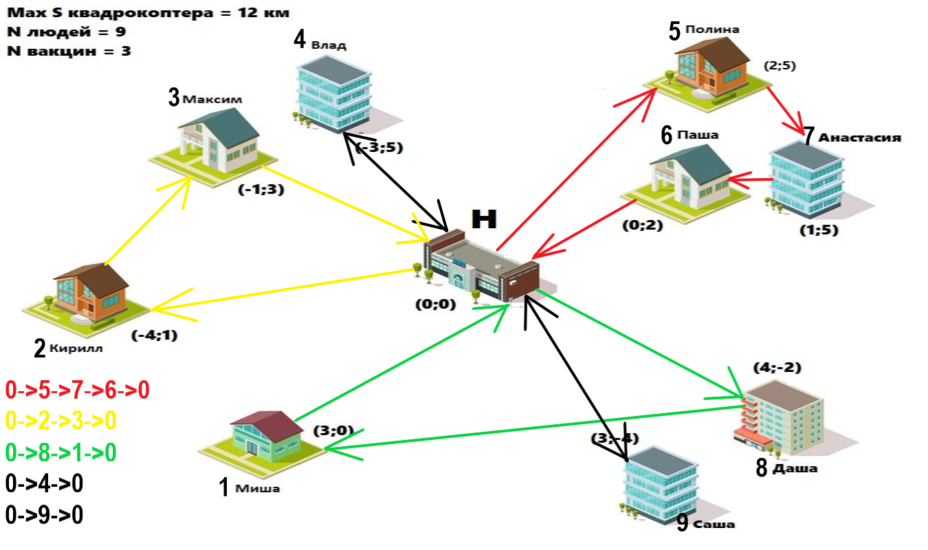 Max S квадрокоптера = 12 км
N людей = 9
N вакцин = 3
4 Влад
(-3;5)
5 Полина
(2;5)
3 Максим
(-1;3)
6 Паша
(0;2)
7 Анастасия
(1;5)
H
(0;0)
2 Кирилл
(-4;1)
(4;-2)
8 Даша
(3;0)
1 Миша
(3;-4)
9 Саша
0->5->7->6->0
0->2->3->0
0->8->1->0
0->4->0
0->9->0